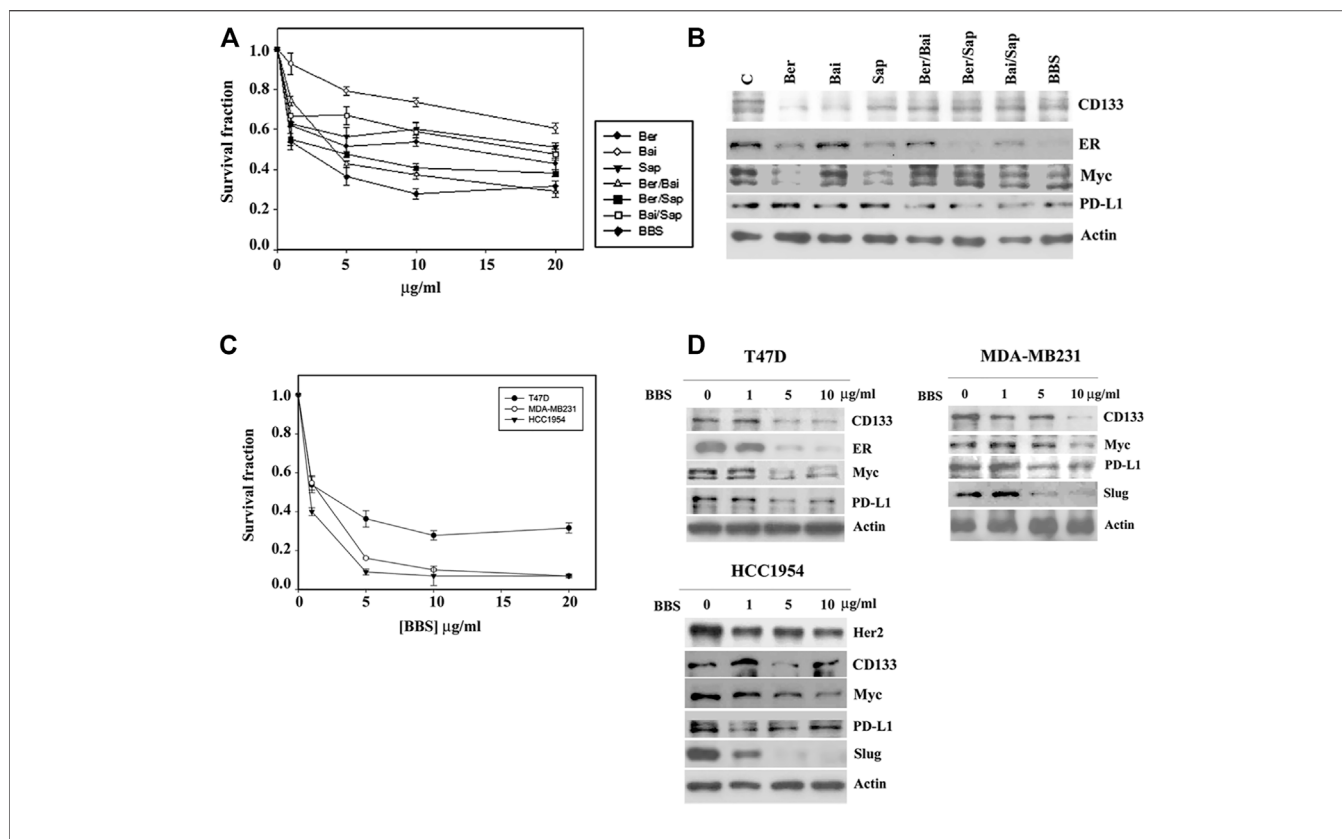 A
1.0
0.8
0.6
0.4
0.2
0.0
Survival fraction
0 5 10 15 20
µg/ml
Ber
Bai
Sap
Ber/Bai
Ber/Sap
Bai/Sap
BBS
B
C Ber Bai Sap Ber/Bai Ber/Sap Bai/Sap BBS
CD133
ER
Myc
PD-L1
Actin
C
1.0
0.8
0.6
0.4
0.2
0.0
Survival fraction
0 5 10 15 20
[BBS] µg/ml
T47D
MDA-MB231
HCC1954
D
T47D
BBS 0 1 5 10 µg/ml
CD133
ER
Myc
PD-L1
Actin
MDA-MB231
BBS 0 1 5 10 µg/ml
CD133
Myc
PD-L1
Slug
Actin
HCC1954
BBS 0 1 5 10 µg/ml
Her2
CD133
Myc
PD-L1
Slug
Actin